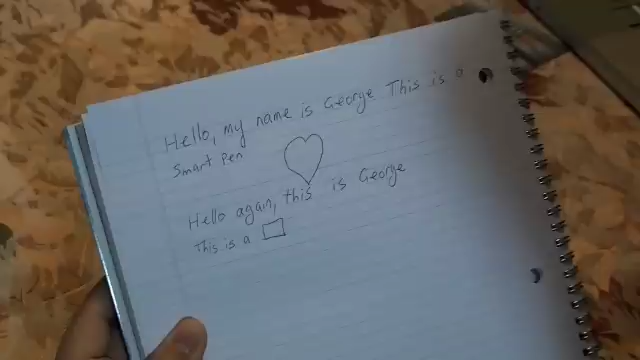 Hello, my name is George This is a
Smart Pen
Hello again, this is George
This is a